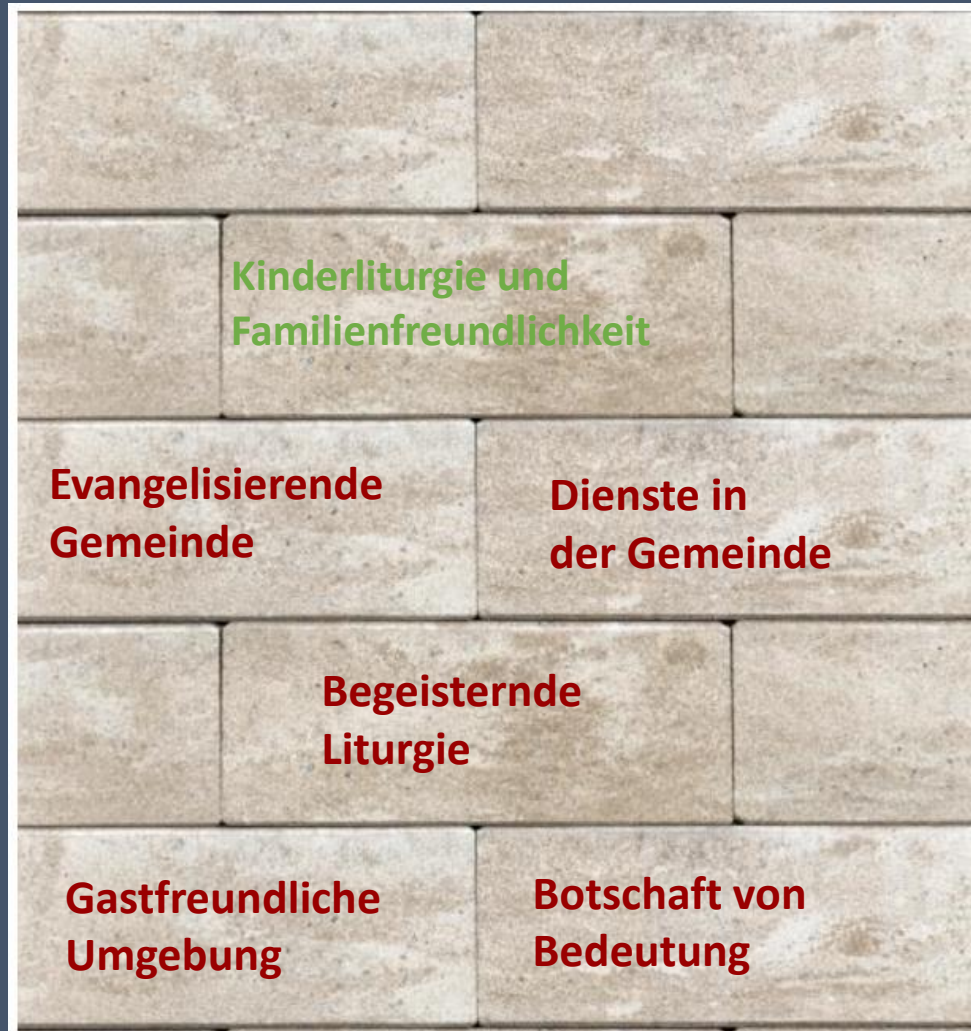 Kinderliturgie und
Familienfreundlichkeit
Evangelisierende
Gemeinde
Dienste in
der Gemeinde
Begeisternde
Liturgie
Gastfreundliche
Umgebung
Botschaft von
Bedeutung